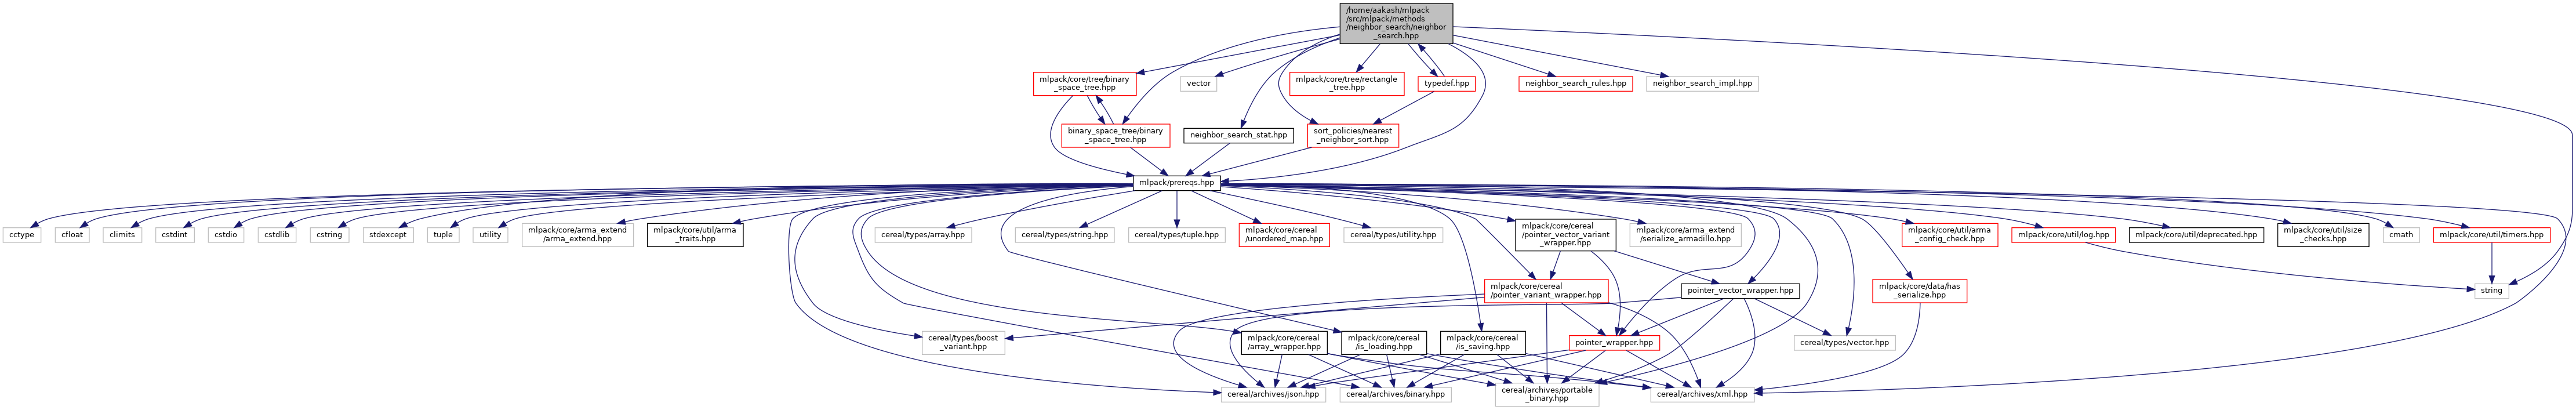 /home/aakash/mlpack
/src/mlpack/methods
/neighbor_search/neighbor
_search.hpp
mlpack/core/tree/binary
_space_tree.hpp
vector
mlpack/core/tree/rectangle
_tree.hpp
typedef.hpp
neighbor_search_rules.hpp
neighbor_search_impl.hpp
binary_space_tree/binary
_space_tree.hpp
neighbor_search_stat.hpp
sort_policies/nearest
_neighbor_sort.hpp
mlpack/prereqs.hpp
cctype
cfloat
climits
cstdint
cstdio
cstdlib
cstring
stdexcept
tuple
utility
mlpack/core/arma_extend
/arma_extend.hpp
mlpack/core/util/arma
_traits.hpp
cereal/types/array.hpp
cereal/types/string.hpp
cereal/types/tuple.hpp
mlpack/core/cereal
/unordered_map.hpp
cereal/types/utility.hpp
mlpack/core/cereal
/pointer_vector_variant
_wrapper.hpp
mlpack/core/arma_extend
/serialize_armadillo.hpp
mlpack/core/util/arma
_config_check.hpp
mlpack/core/util/log.hpp
mlpack/core/util/deprecated.hpp
mlpack/core/util/size
_checks.hpp
cmath
mlpack/core/util/timers.hpp
mlpack/core/cereal
/pointer_variant_wrapper.hpp
pointer_vector_wrapper.hpp
mlpack/core/data/has
_serialize.hpp
string
cereal/types/boost
_variant.hpp
mlpack/core/cereal
/array_wrapper.hpp
mlpack/core/cereal
/is_loading.hpp
mlpack/core/cereal
/is_saving.hpp
pointer_wrapper.hpp
cereal/types/vector.hpp
cereal/archives/json.hpp
cereal/archives/binary.hpp
cereal/archives/portable
_binary.hpp
cereal/archives/xml.hpp